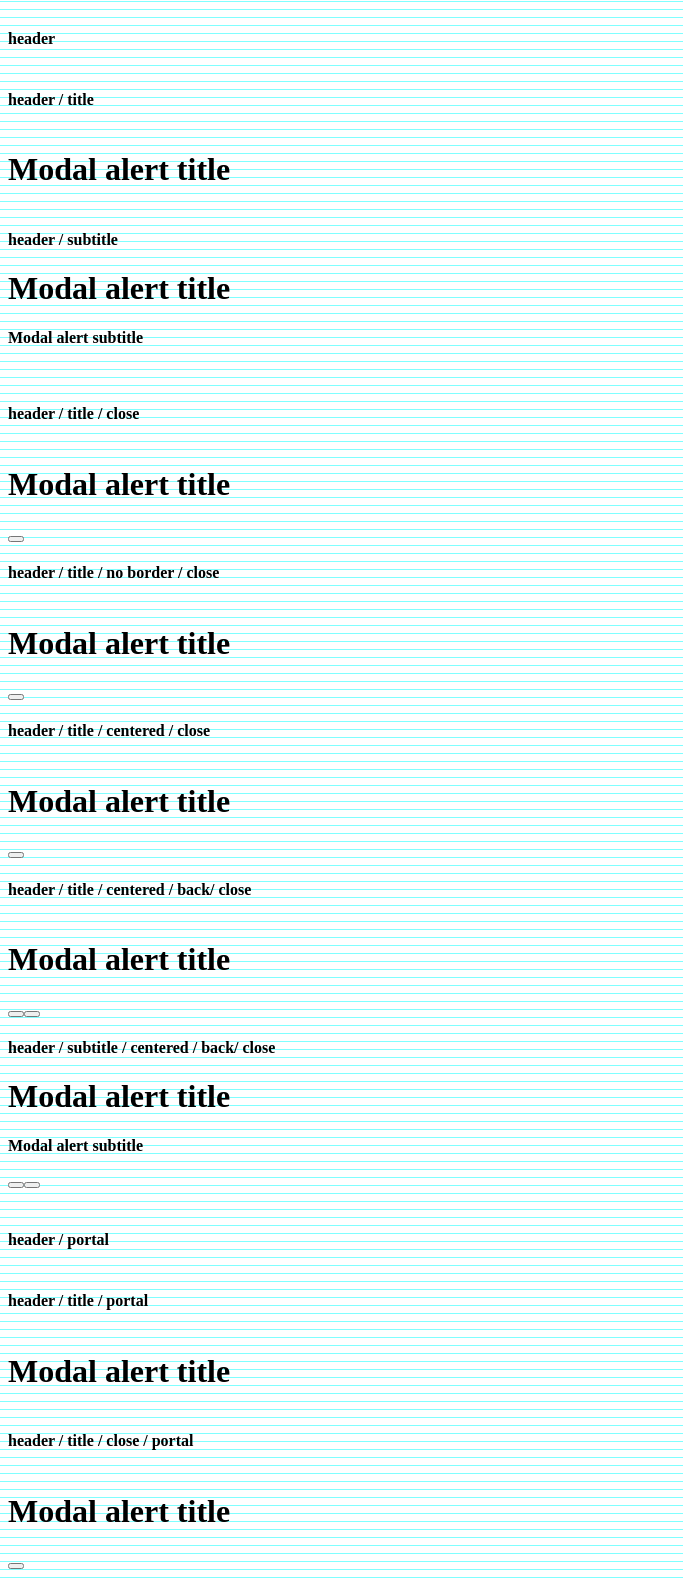 header
header / title
Modal alert title
header / subtitle
Modal alert title
Modal alert subtitle
header / title / close
Modal alert title
header / title / no border / close
Modal alert title
header / title / centered / close
Modal alert title
header / title / centered / back/ close
Modal alert title
header / subtitle / centered / back/ close
Modal alert title
Modal alert subtitle
header / portal
header / title / portal
Modal alert title
header / title / close / portal
Modal alert title